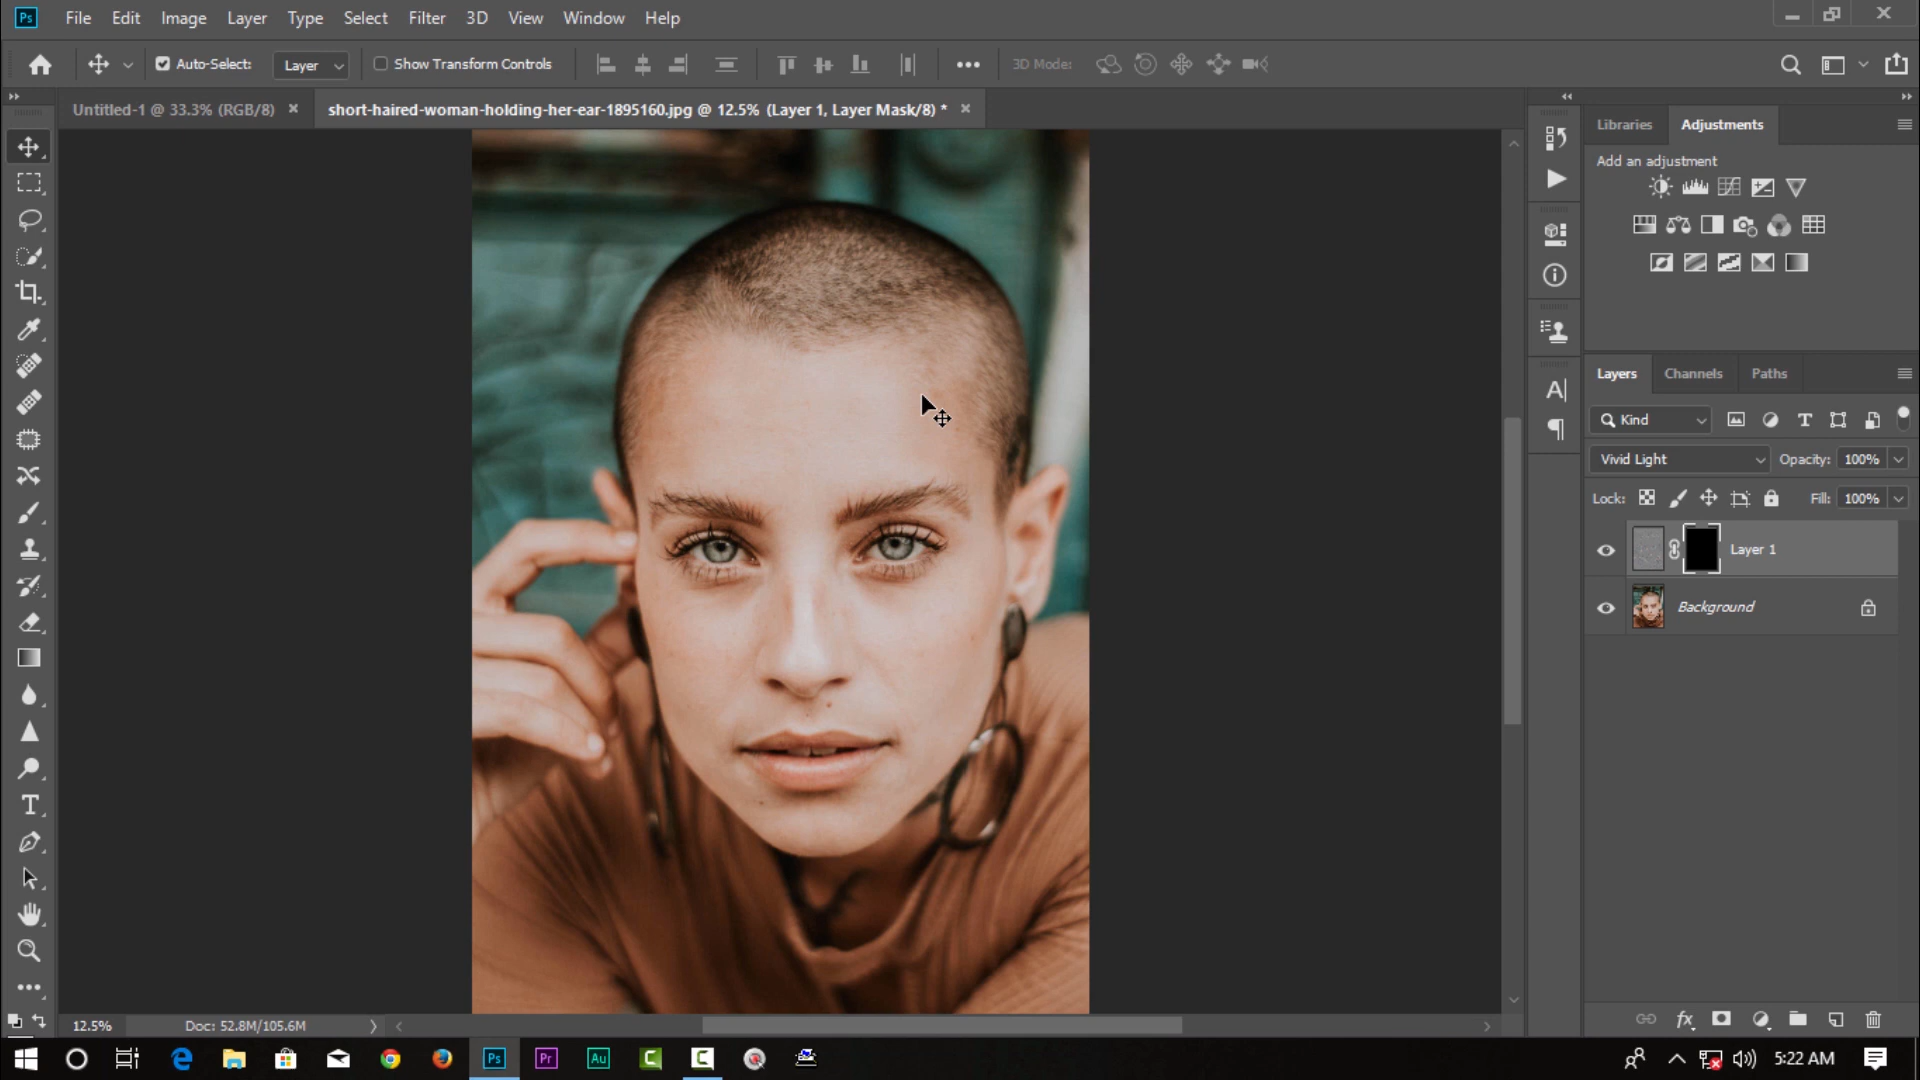 Ps File Edit Image Layer Type Select Filter 3D View Window Help
Auto-Select: Layer Show Transform Controls 3D Mode:
Untitled-1 @ 33.3% (RGB/8) short-haired-woman-holding-her-ear-1895160.jpg @ 12.5% (Layer 1, Layer Mask/8) *
Libraries Adjustments
Add an adjustment
Layers Channels Paths
Kind
Vivid Light Opacity: 100%
Lock: Fill: 100%
Layer 1
Background
12.5% Doc: 52.8M/105.6M
Ps Pr Au 5:22 AM